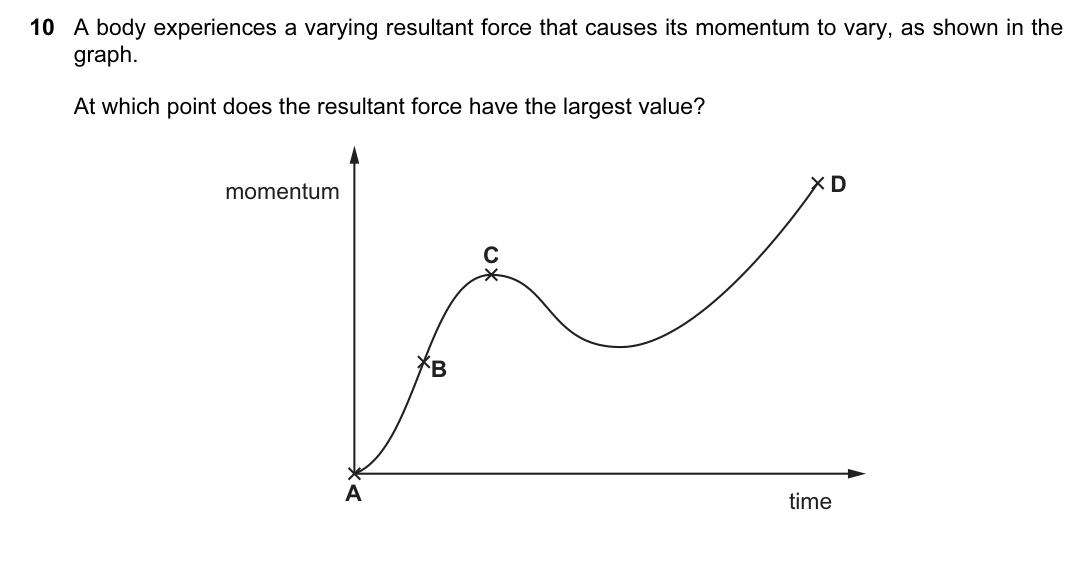 10 A body experiences a varying resultant force that causes its momentum to vary, as shown in the
graph.
At which point does the resultant force have the largest value?
momentum
D
C
B
A
time